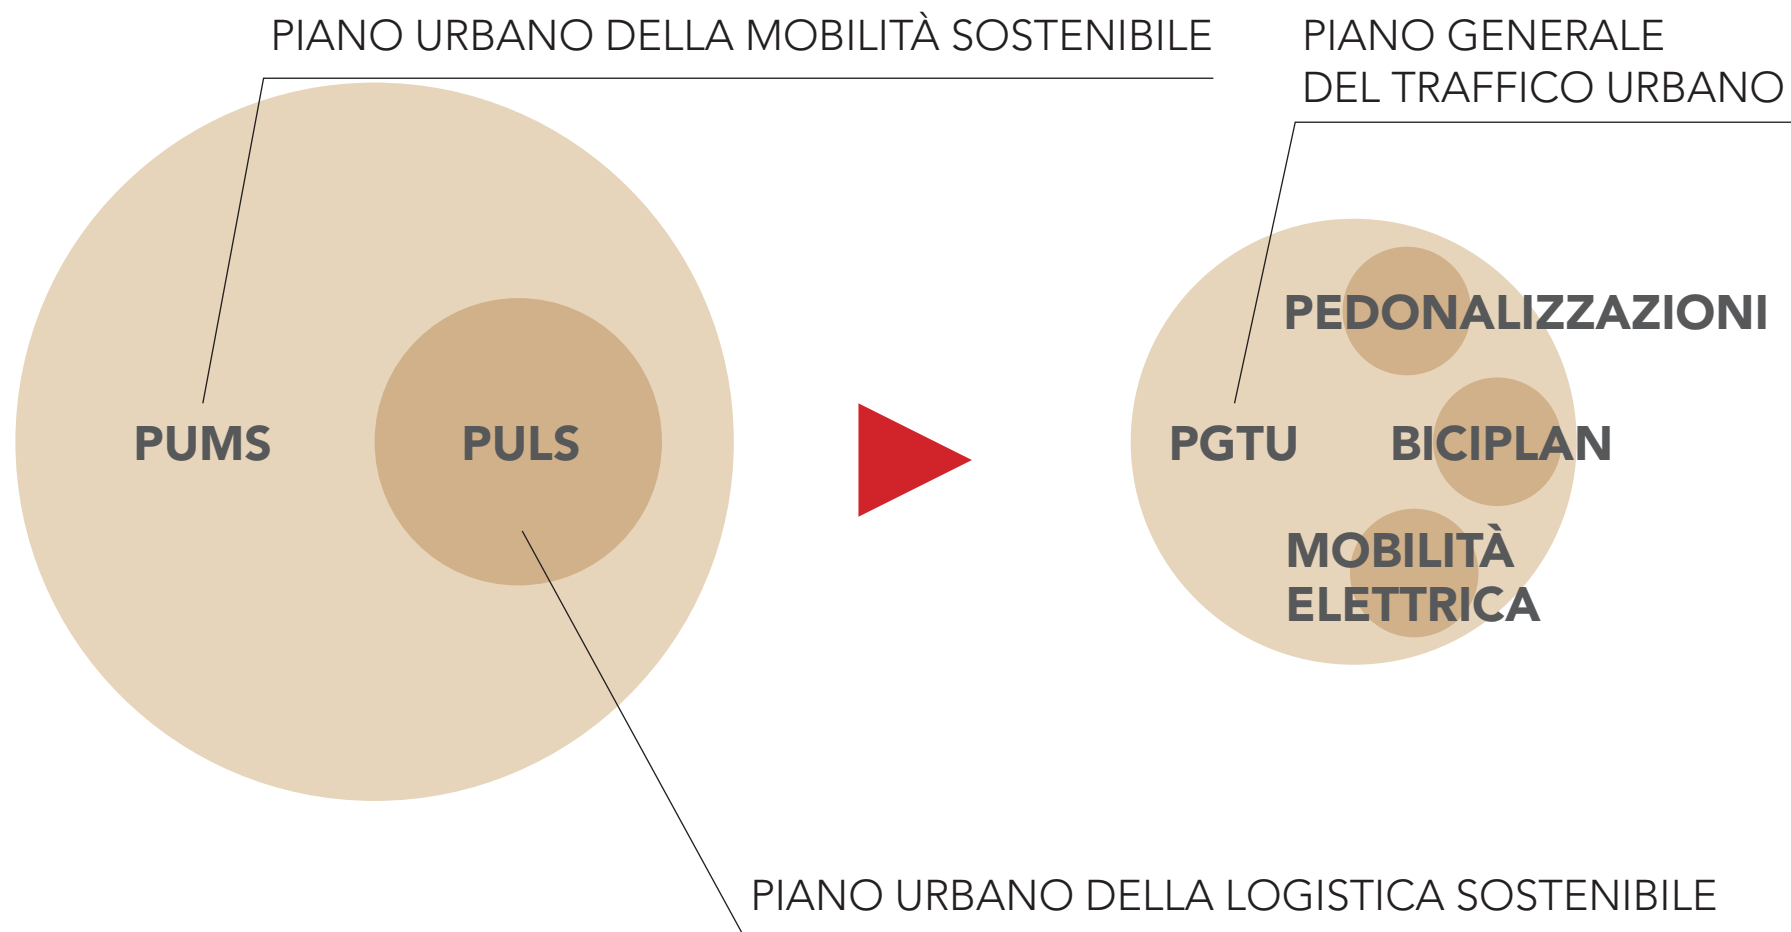 PIANO URBANO DELLA MOBILITÀ SOSTENIBILE
PIANO GENERALE
DEL TRAFFICO URBANO
PUMS
PULS
PEDONALIZZAZIONI
PGTU
BICIPLAN
MOBILITÀ
ELETTRICA
PIANO URBANO DELLA LOGISTICA SOSTENIBILE